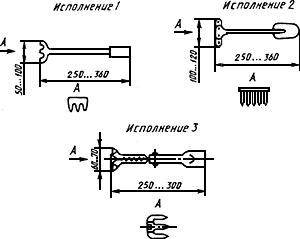 Исполнение 1
Исполнение 2
А
50...100
250...360
А
А
100...120
250...360
А
Исполнение 3
А
60...70
250...300
А